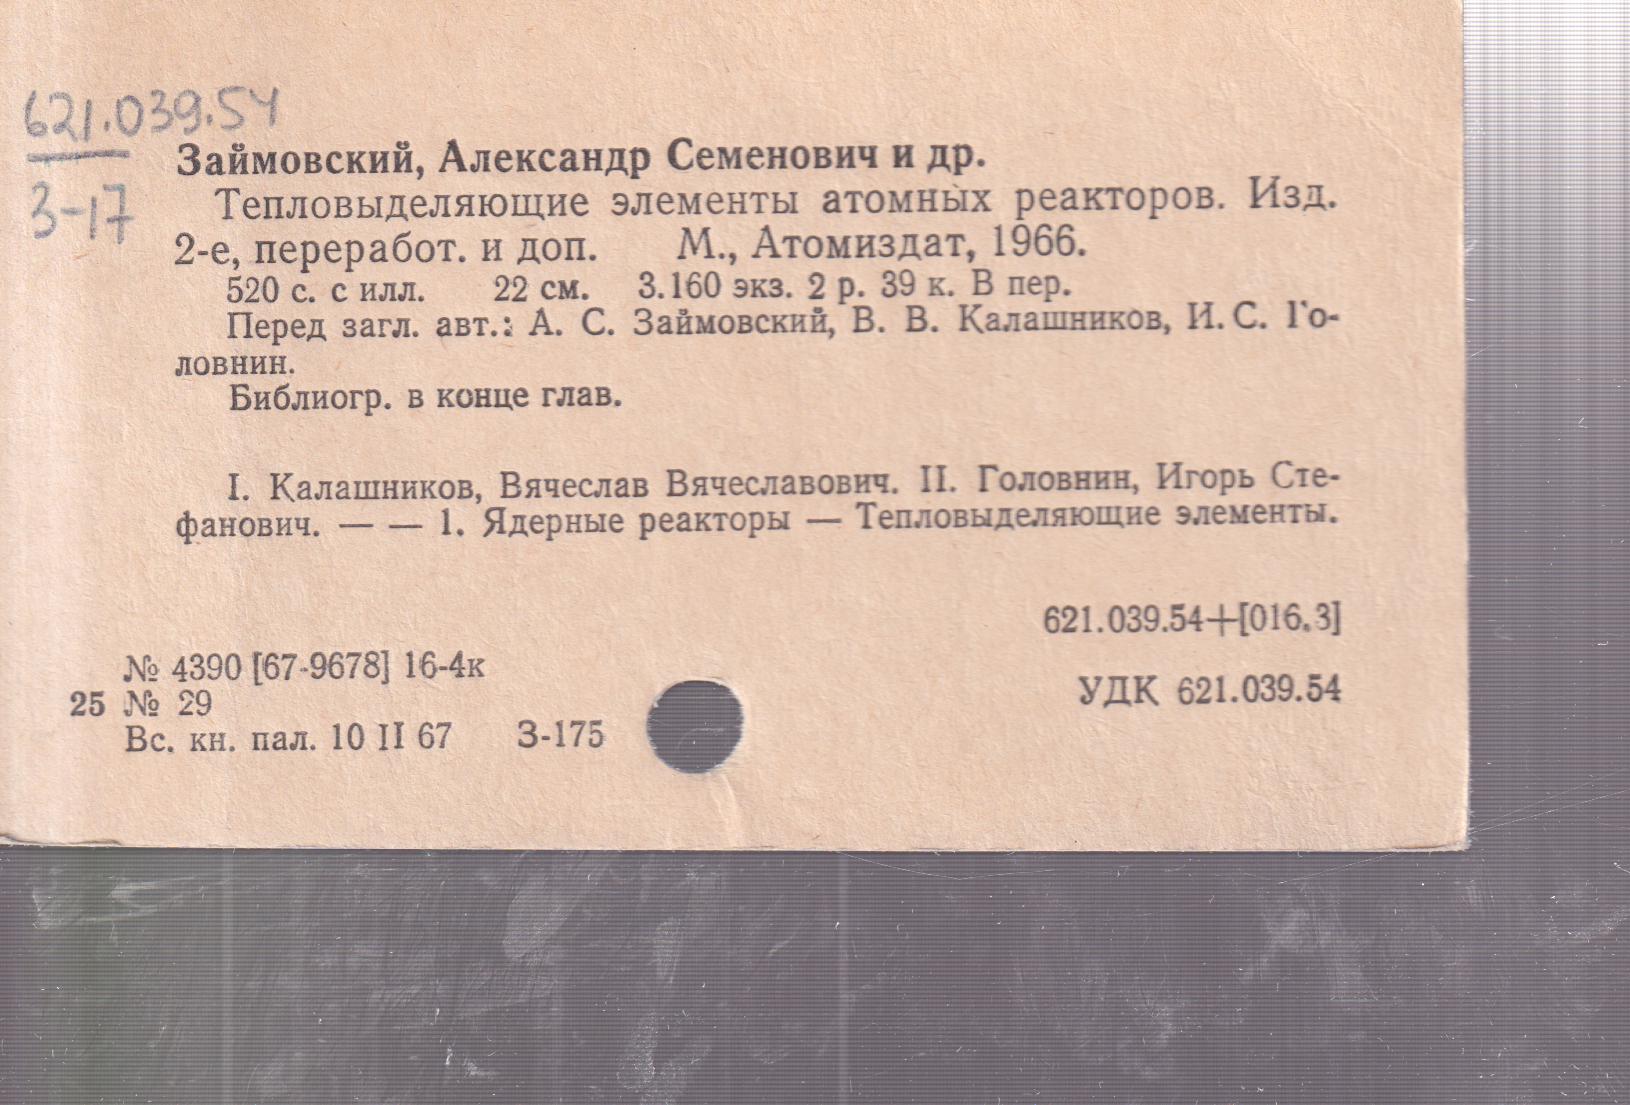 621.039.54
З-17
Займовский, Александр Семенович и др.
Тепловыделяющие элементы атомных реакторов. Изд.
2-е, переработ. и доп. М., Атомиздат, 1966.
520 с. с илл. 22 см. 3.160 экз. 2 р. 39 к. В пер.
Перед загл. авт.: А. С. Займовский, В. В. Калашников, И. С. Го-
ловнин.
Библиогр. в конце глав.
I. Калашников, Вячеслав Вячеславович. II. Головнин, Игорь Сте-
фанович. — — 1. Ядерные реакторы — Тепловыделяющие элементы.
621.039.54+[016.3]
№ 4390 [67-9678] 16-4к
УДК 621.039.54
25 № 29
Вс. кн. пал. 10 II 67 З-175